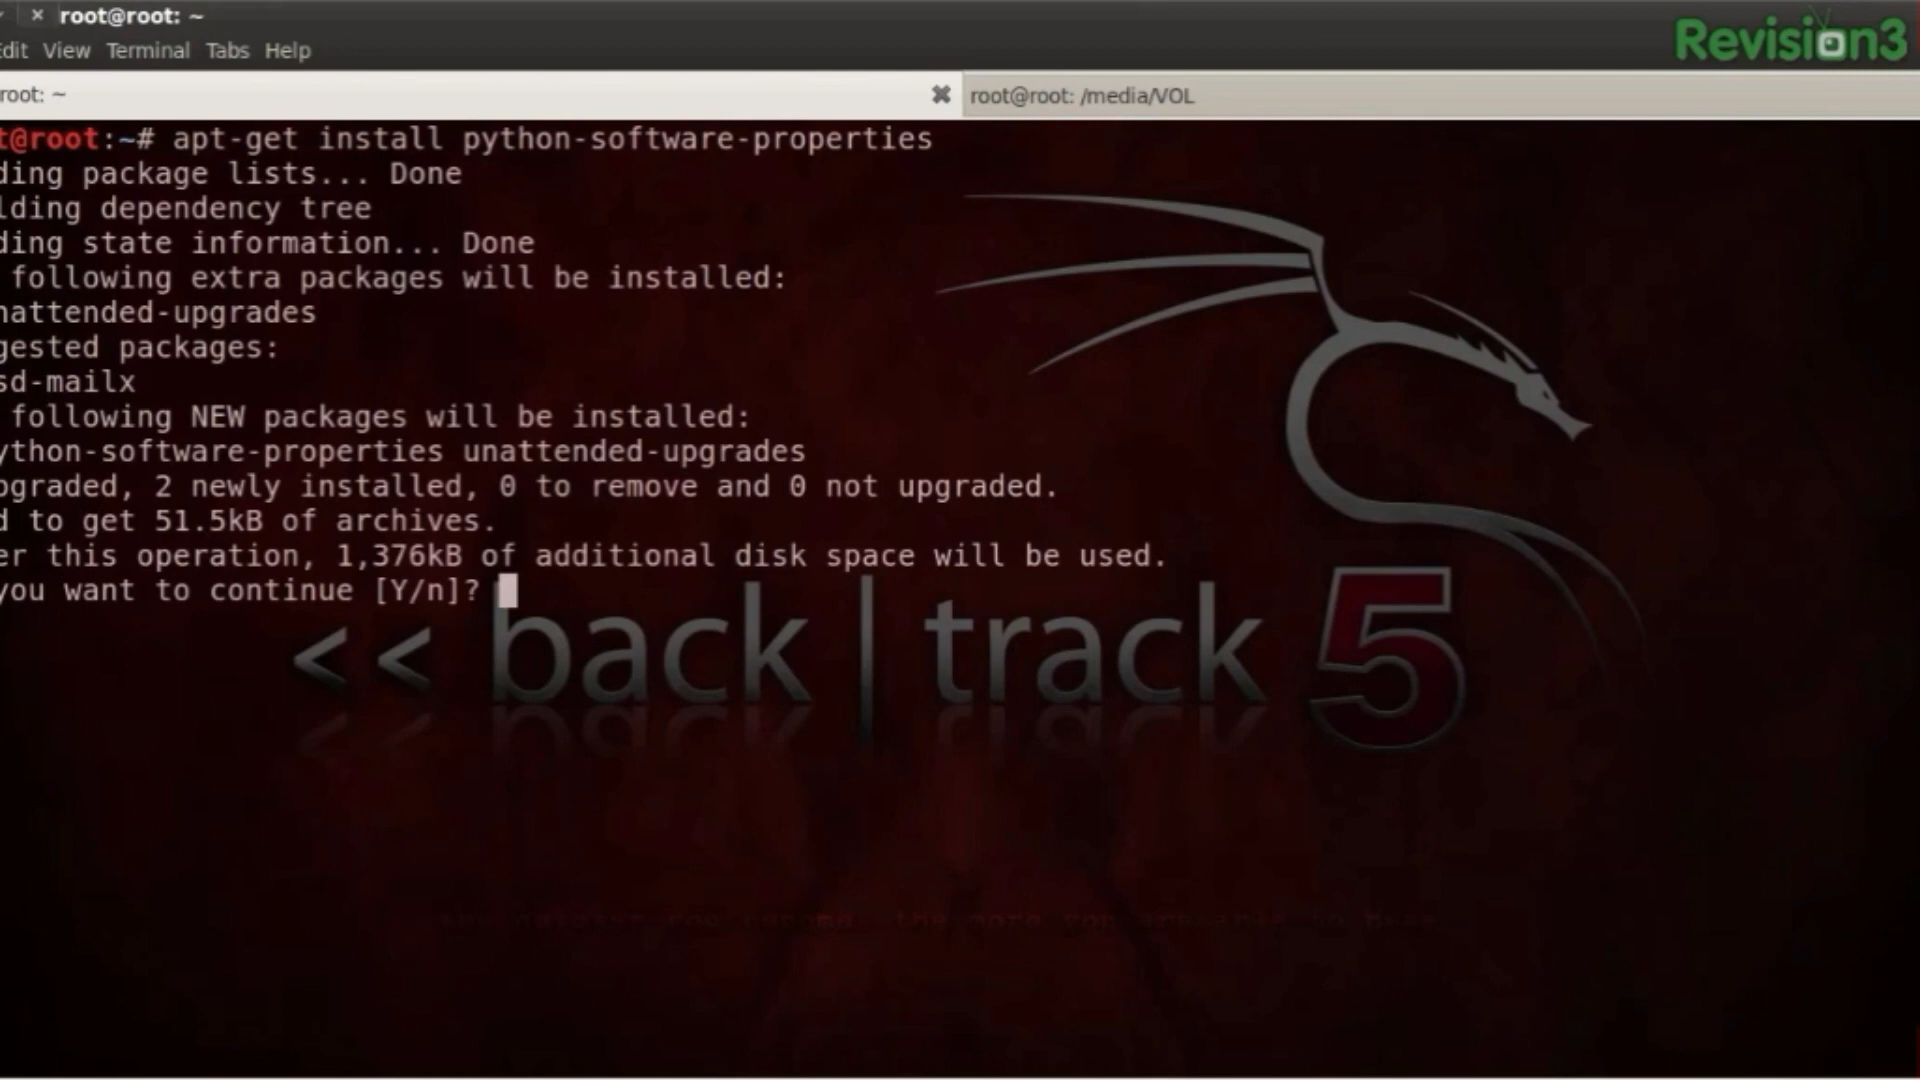 root@root: ~
Edit View Terminal Tabs Help
Revision3
root: ~
root@root: /media/VOL
t@root:~# apt-get install python-software-properties
ding package lists... Done
lding dependency tree
ding state information... Done
following extra packages will be installed:
nattended-upgrades
gested packages:
sd-mailx
following NEW packages will be installed:
ython-software-properties unattended-upgrades
pgraded, 2 newly installed, 0 to remove and 0 not upgraded.
d to get 51.5kB of archives.
er this operation, 1,376kB of additional disk space will be used.
you want to continue [Y/n]?
<< back | track 5